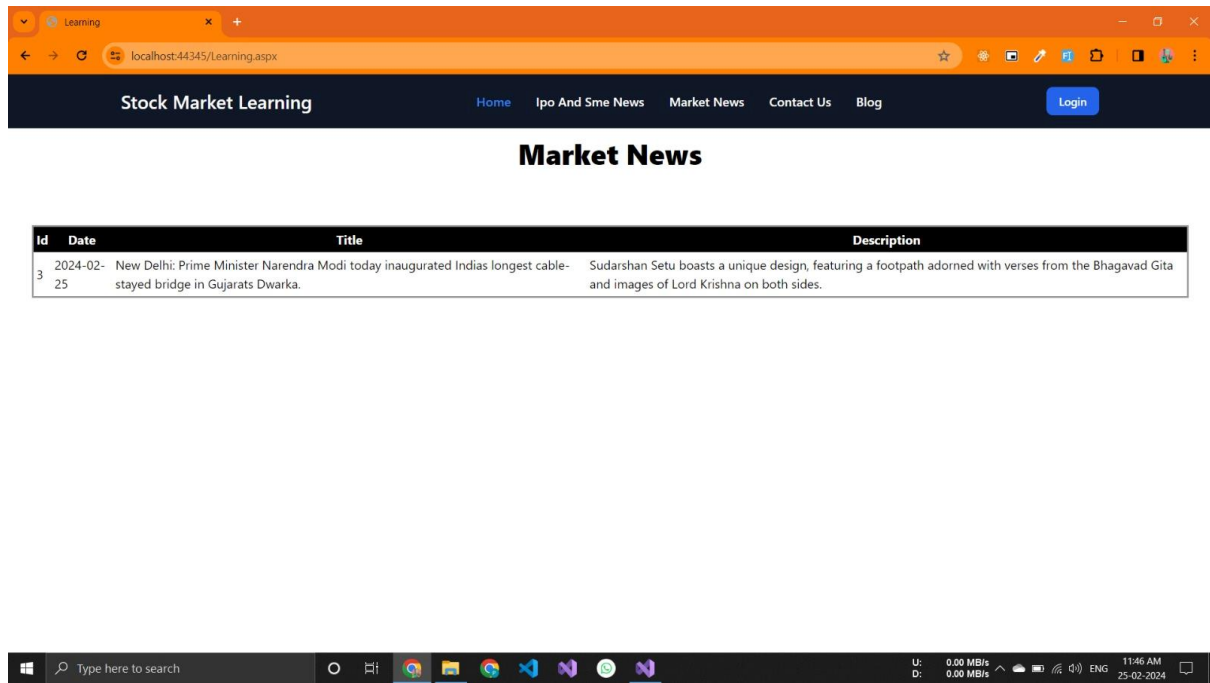 Learning
localhost:44345/Learning.aspx
Stock Market Learning
Home Ipo And Sme News Market News Contact Us Blog Login
Market News
Id Date Title Description
3 2024-02-25 New Delhi: Prime Minister Narendra Modi today inaugurated Indias longest cable-
stayed bridge in Gujarats Dwarka.
Sudarshan Setu boasts a unique design, featuring a footpath adorned with verses from the Bhagavad Gita
and images of Lord Krishna on both sides.
Type here to search
U: 0.00 MB/s
D: 0.00 MB/s
ENG
11:46 AM
25-02-2024